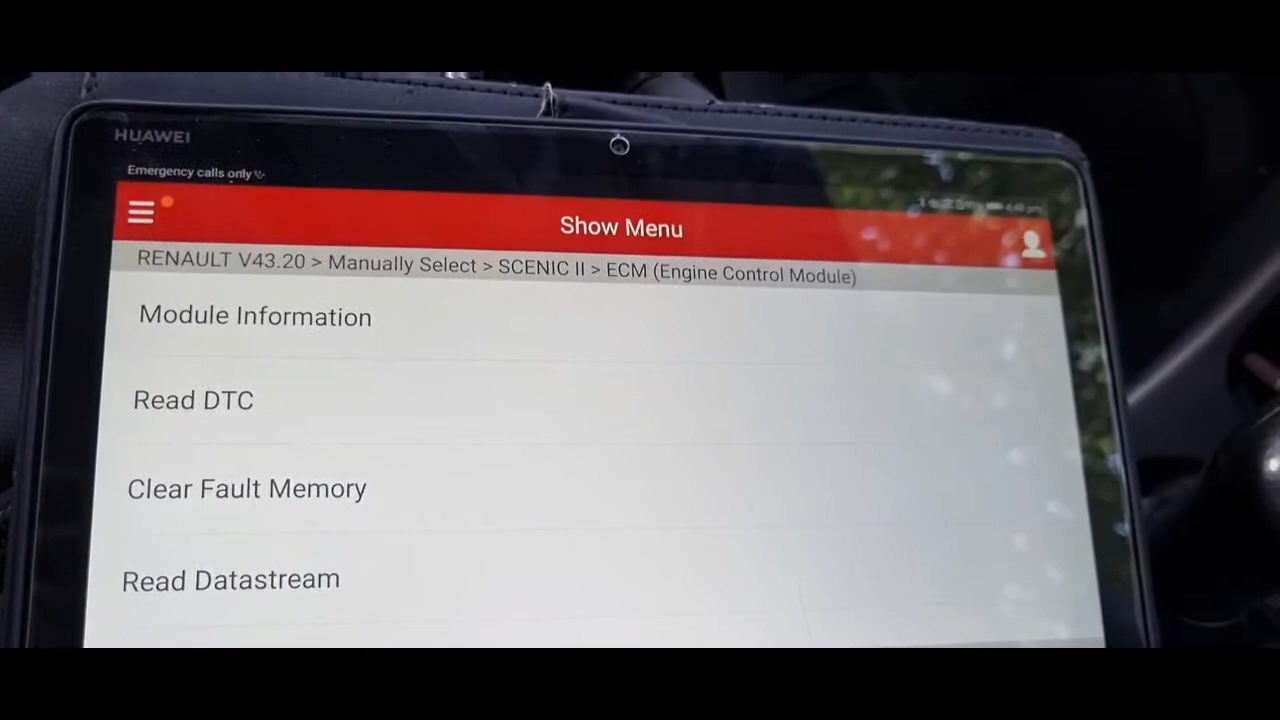 HUAWEI
Emergency calls only
Show Menu
RENAULT V43.20 > Manually Select > SCENIC II > ECM (Engine Control Module)
Module Information
Read DTC
Clear Fault Memory
Read Datastream